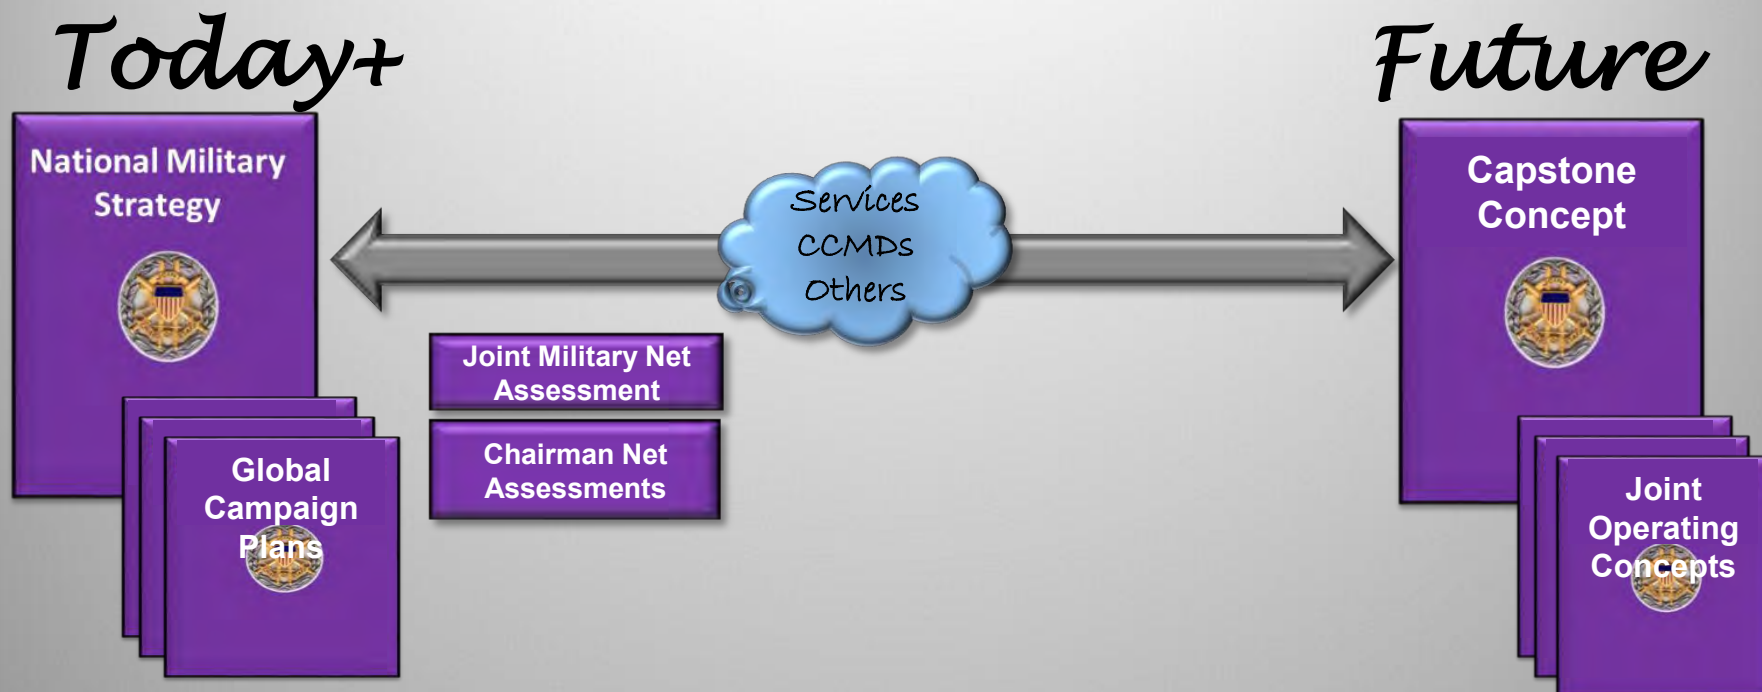 Today+
Future
National Military
Strategy
Capstone
Concept
Services
CCMDs
Others
Joint Military Net
Assessment
Chairman Net
Assessments
Global
Campaign
Plans
Joint
Operating
Concepts